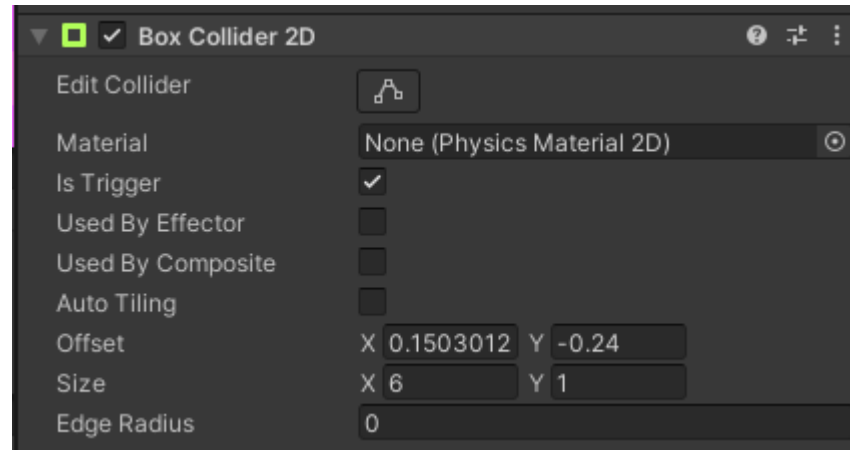 Box Collider 2D
Edit Collider
Material None (Physics Material 2D)
Is Trigger
Used By Effector
Used By Composite
Auto Tiling
Offset X 0.1503012 Y -0.24
Size X 6 Y 1
Edge Radius 0